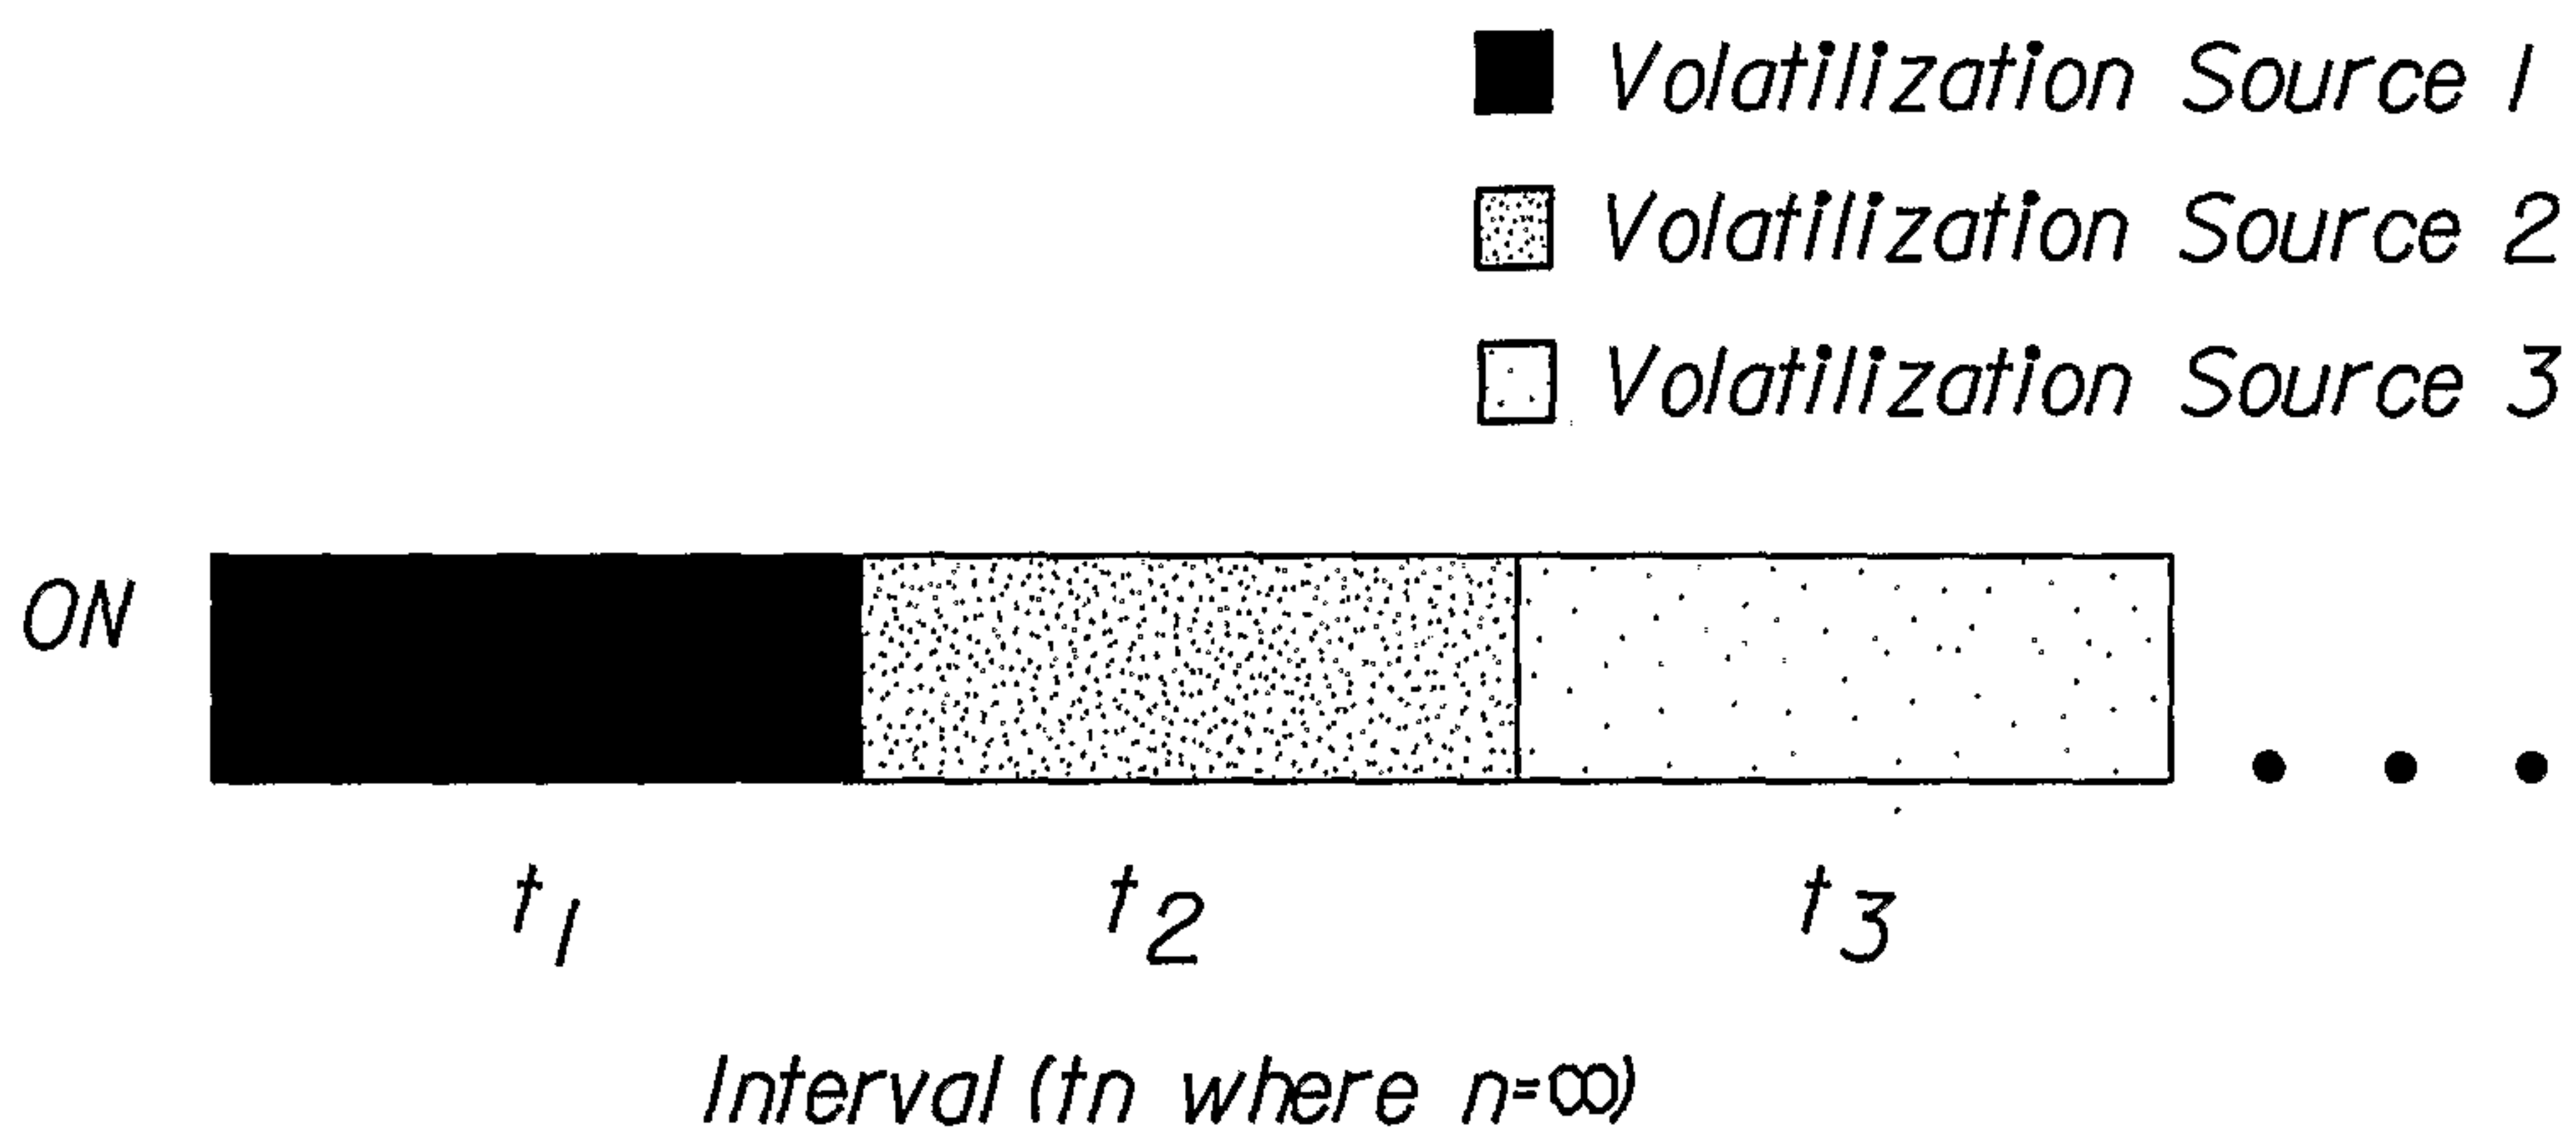 Volatilization Source 1
Volatilization Source 2
Volatilization Source 3
ON
t1
t2
t3
Interval (tn where n=∞)